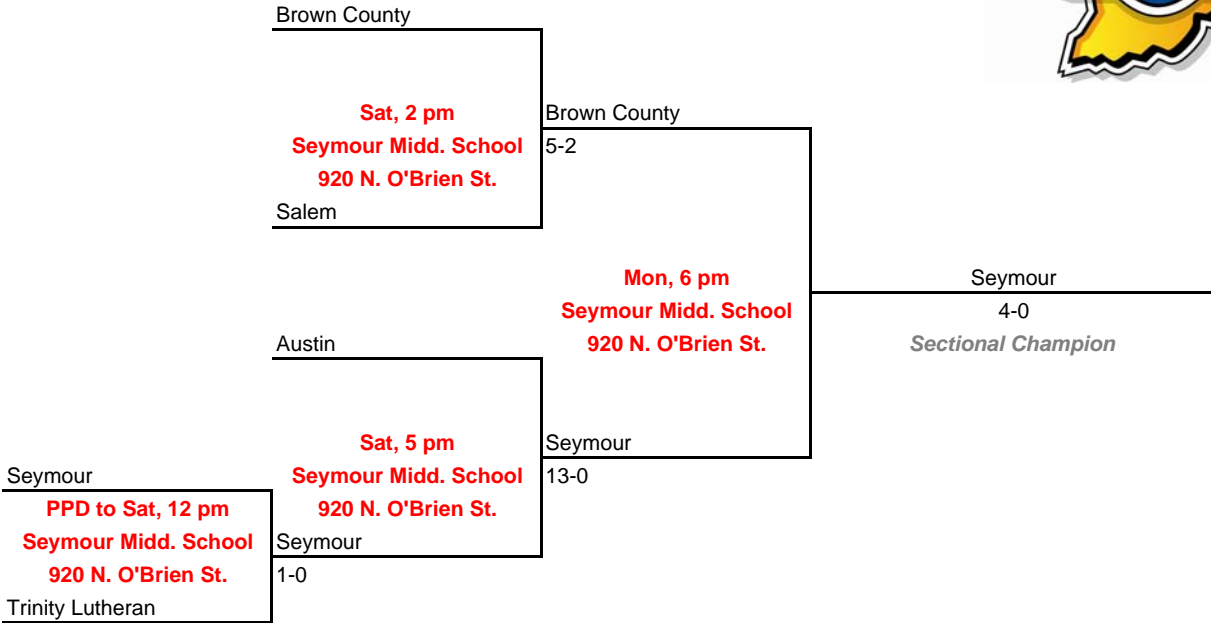 Brown County
Sat, 2 pm
Seymour Midd. School
920 N. O'Brien St.
Salem
Brown County
5-2
Mon, 6 pm
Seymour Midd. School
920 N. O'Brien St.
Seymour
4-0
Sectional Champion
Austin
Sat, 5 pm
Seymour Midd. School
920 N. O'Brien St.
Seymour
13-0
Seymour
PPD to Sat, 12 pm
Seymour Midd. School
920 N. O'Brien St.
Trinity Lutheran
Seymour
1-0